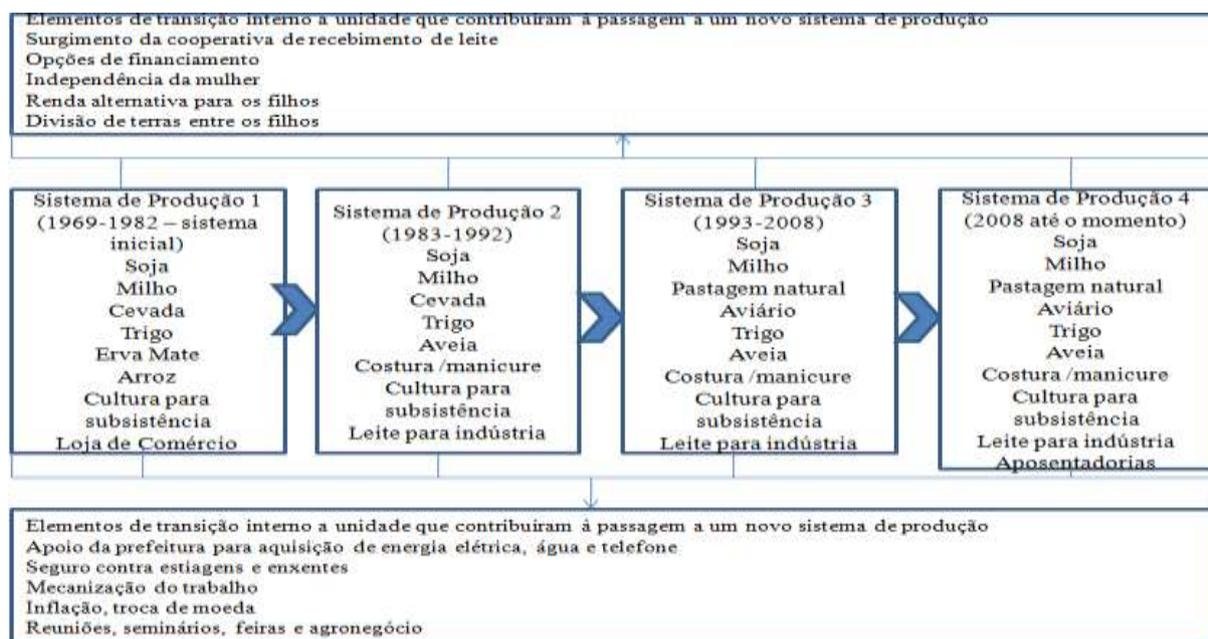 Elementos de transição interno a unidade que contribuíram à passagem a um novo sistema de produção
Surgimento da cooperativa de recebimento de leite
Opções de financiamento
Independência da mulher
Renda alternativa para os filhos
Divisão de terras entre os filhos
Sistema de Produção 1
(1969-1982 – sistema
inicial)
Soja
Milho
Cevada
Trigo
Erva Mate
Arroz
Cultura para
subsistência
Loja de Comércio
Sistema de Produção 2
(1983-1992)
Soja
Milho
Cevada
Trigo
Aveia
Costura /manicure
Cultura para
subsistência
Leite para indústria
Sistema de Produção 3
(1993-2008)
Soja
Milho
Pastagem natural
Aviário
Trigo
Aveia
Costura /manicure
Cultura para
subsistência
Leite para indústria
Sistema de Produção 4
(2008 até o momento)
Soja
Milho
Pastagem natural
Aviário
Trigo
Aveia
Costura /manicure
Cultura para
subsistência
Leite para indústria
Aposentadorias
Elementos de transição interno a unidade que contribuíram à passagem a um novo sistema de produção
Apoio da prefeitura para aquisição de energia elétrica, água e telefone
Seguro contra estiagens e enxentes
Mecanização do trabalho
Inflação, troca de moeda
Reuniões, seminários, feiras e agronegócio